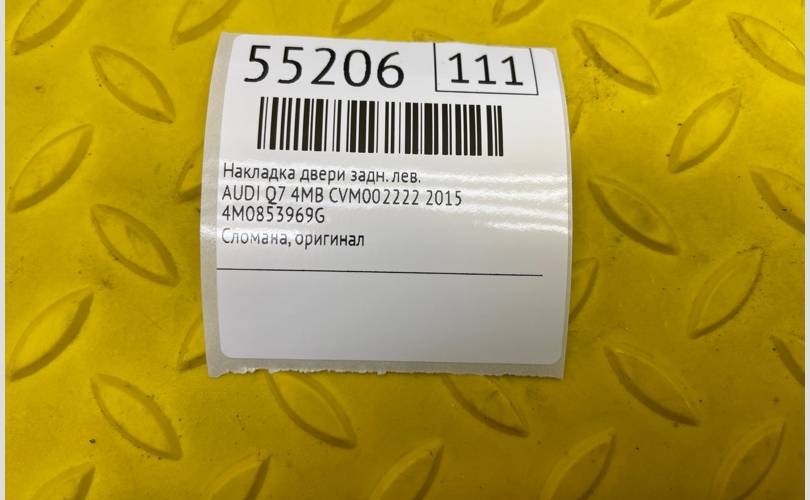 55206 111
Накладка двери задн. лев.
AUDI Q7 4MB CVM002222 2015
4M0853969G
Сломана, оригинал